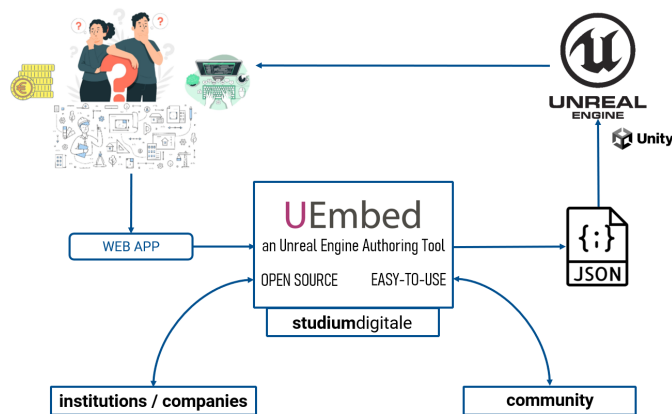 ? ?
UNREAL
ENGINE
Unity
UEmbed
an Unreal Engine Authoring Tool
WEB APP
{;}
JSON
OPEN SOURCE EASY-TO-USE
studiumdigitale
institutions / companies
community